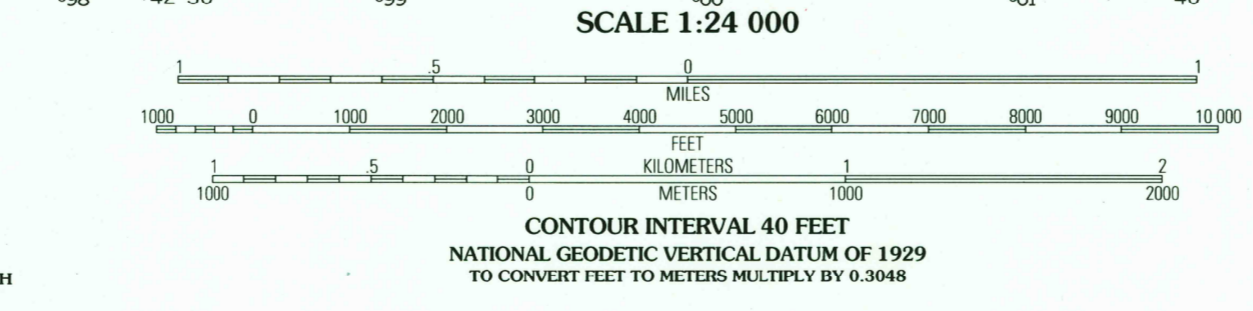 SCALE 1:24 000
1 .5 0 1
MILES
1000 0 1000 2000 3000 4000 5000 6000 7000 8000 9000 10 000
FEET
1 .5 0 KILOMETERS 1 2
1000 0 METERS 1000 2000
CONTOUR INTERVAL 40 FEET
NATIONAL GEODETIC VERTICAL DATUM OF 1929
TO CONVERT FEET TO METERS MULTIPLY BY 0.3048
H